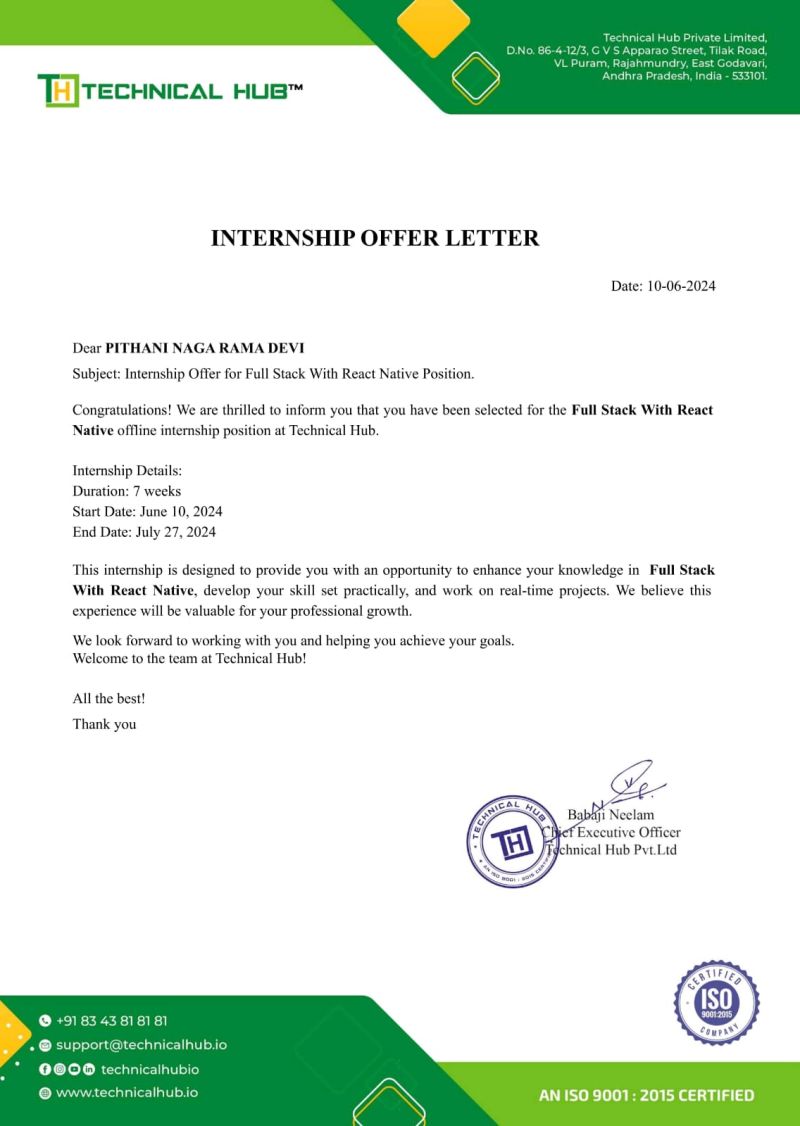 Technical Hub Private Limited,
D.No. 86-4-12/3, G V S Apparao Street, Tilak Road,
VL Puram, Rajahmundry, East Godavari,
Andhra Pradesh, India - 533101.
TH TECHNICAL HUB™
INTERNSHIP OFFER LETTER
Date: 10-06-2024
Dear PITHANI NAGA RAMA DEVI
Subject: Internship Offer for Full Stack With React Native Position.
Congratulations! We are thrilled to inform you that you have been selected for the Full Stack With React
Native offline internship position at Technical Hub.
Internship Details:
Duration: 7 weeks
Start Date: June 10, 2024
End Date: July 27, 2024
This internship is designed to provide you with an opportunity to enhance your knowledge in Full Stack
With React Native, develop your skill set practically, and work on real-time projects. We believe this
experience will be valuable for your professional growth.
We look forward to working with you and helping you achieve your goals.
Welcome to the team at Technical Hub!
All the best!
Thank you
Babaji Neelam
Chief Executive Officer
Technical Hub Pvt.Ltd
TECHNICAL HUB
TH
AN ISO 9001 : 2015 CERTIFIED
CERTIFIED
ISO
9001:2015
COMPANY
+91 83 43 81 81 81
support@technicalhub.io
technicalhubio
www.technicalhub.io
AN ISO 9001 : 2015 CERTIFIED